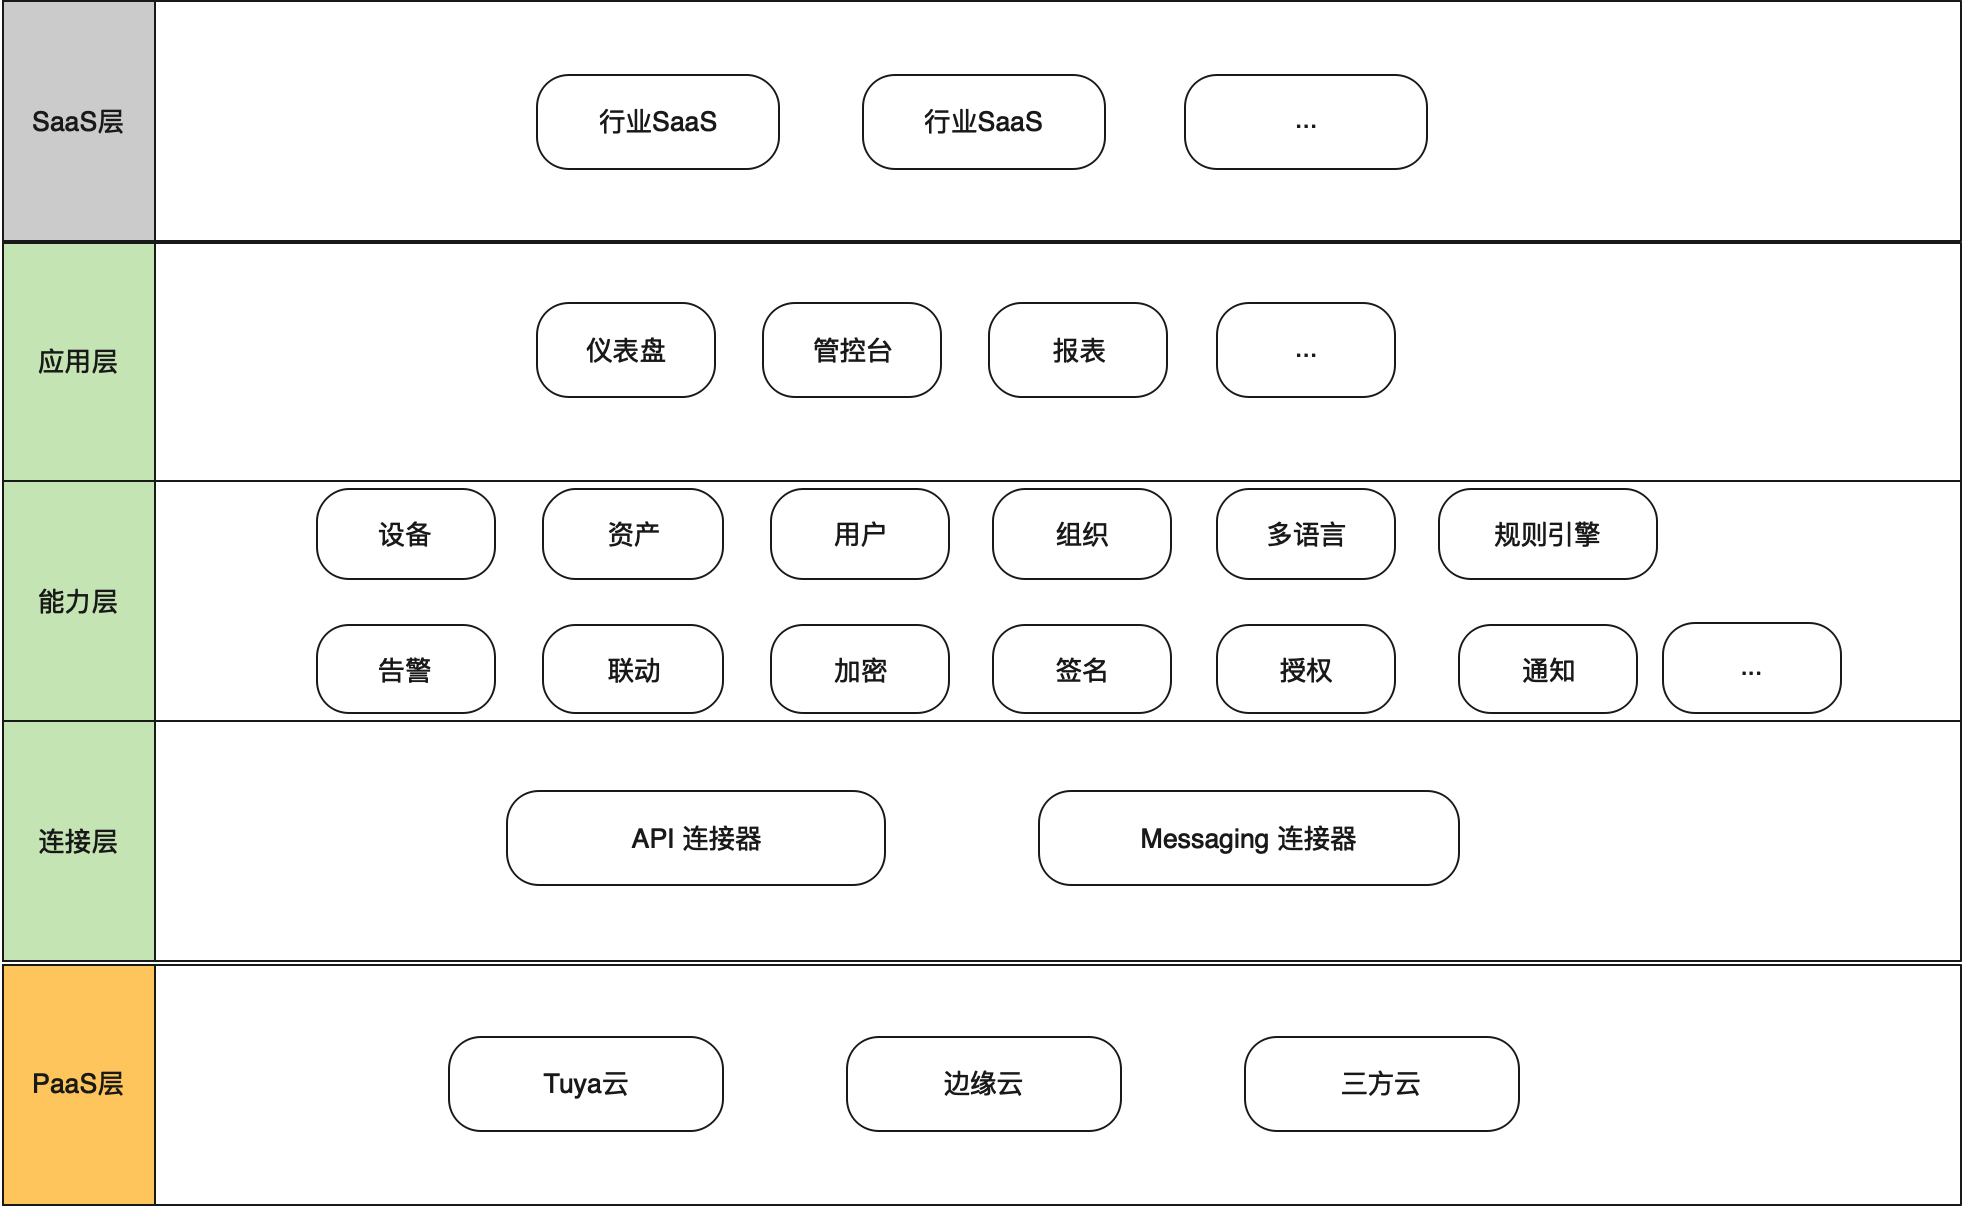 SaaS层
行业SaaS
行业SaaS
...
应用层
仪表盘
管控台
报表
...
能力层
设备
资产
用户
组织
多语言
规则引擎
告警
联动
加密
签名
授权
通知
...
连接层
API 连接器
Messaging 连接器
PaaS层
Tuya云
边缘云
三方云